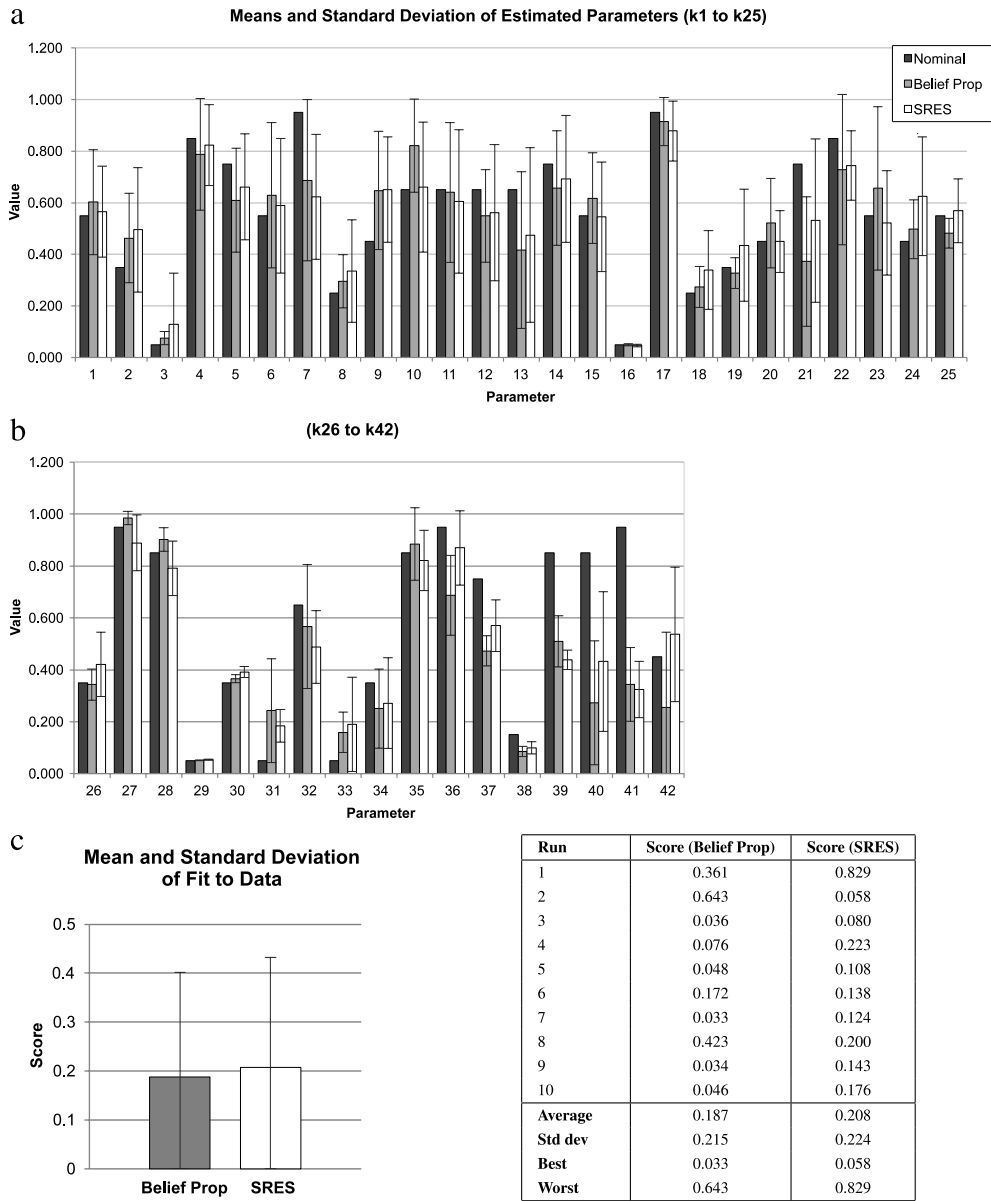 a
Means and Standard Deviation of Estimated Parameters (k1 to k25)
1.200
1.000
0.800
0.600
0.400
0.200
0.000
Value
Nominal
Belief Prop
SRES
1 2 3 4 5 6 7 8 9 10 11 12 13 14 15 16 17 18 19 20 21 22 23 24 25
Parameter
b
(k26 to k42)
1.200
1.000
0.800
0.600
0.400
0.200
0.000
Value
26 27 28 29 30 31 32 33 34 35 36 37 38 39 40 41 42
Parameter
c
Mean and Standard Deviation
of Fit to Data
0.5
0.4
0.3
0.2
0.1
0
Score
Belief Prop SRES
Run Score (Belief Prop) Score (SRES)
1 0.361 0.829
2 0.643 0.058
3 0.036 0.080
4 0.076 0.223
5 0.048 0.108
6 0.172 0.138
7 0.033 0.124
8 0.423 0.200
9 0.034 0.143
10 0.046 0.176
Average 0.187 0.208
Std dev 0.215 0.224
Best 0.033 0.058
Worst 0.643 0.829